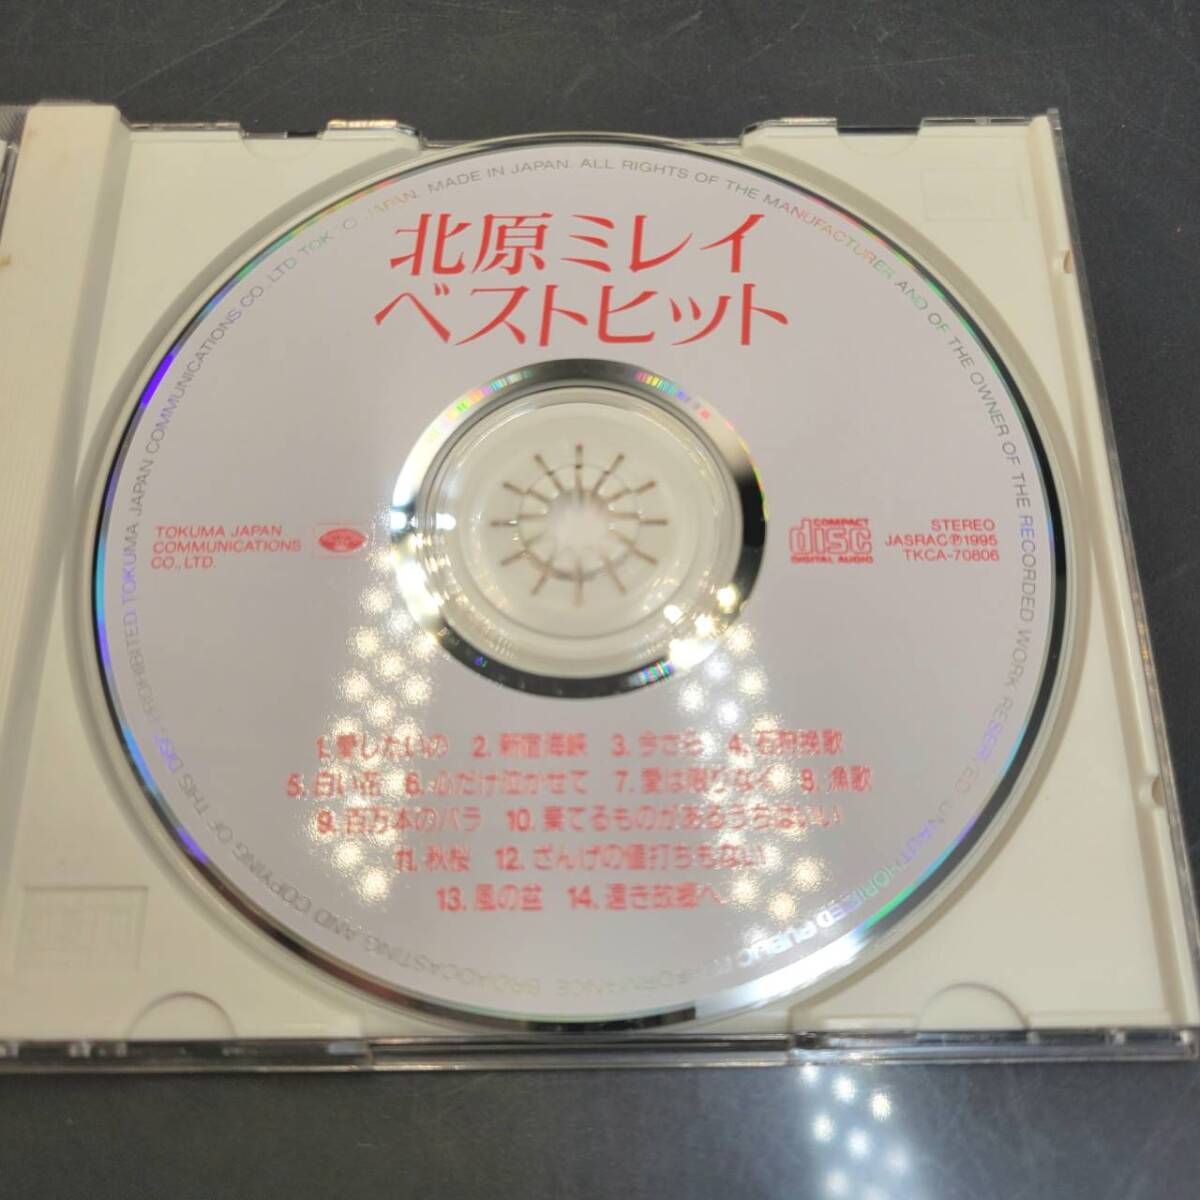 北原ミレイ
ベストヒット
TOKUMA JAPAN
COMMUNICATIONS
CO., LTD.
COMPACT
disc
DIGITAL AUDIO
STEREO
JASRACⓅ1995
TKCA-70806
1. 愛したいの 2. 新宿海峡 3. 今さら 4. 石狩挽歌
5. 白い花 6. 心だけ泣かせて 7. 愛は限りなく 8. 魚歌
9. 百万本のバラ 10. 棄てるものがあるうちはいい
11. 秋桜 12. ざんげの値打ちもない
13. 風の盆 14. 遠き故郷へ
JAPAN. MADE IN JAPAN. ALL RIGHTS OF THE MANUFACTURER AND OF THE OWNER OF THE RECORDED WORK RESERVED. UNAUTHORIZED PUBLIC PERFORMANCE BROADCASTING AND COPYING OF THIS DISC PROHIBITED TOKUMA JAPAN COMMUNICATIONS CO., LTD.